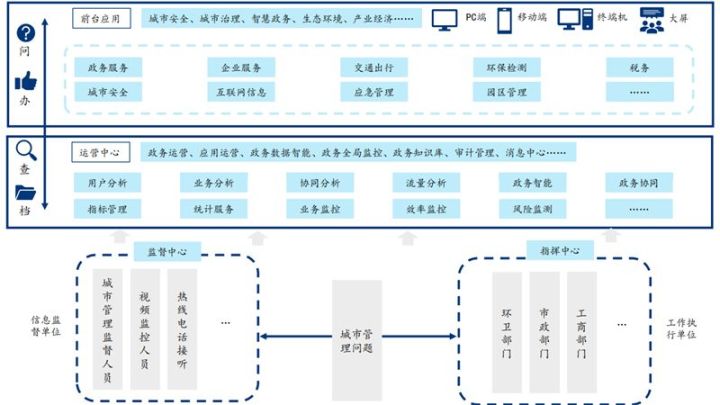 前台应用
城市安全、城市治理、智慧政务、生态环境、产业经济……
PC端
移动端
终端机
大屏
问
办
政务服务
企业服务
交通出行
环保检测
税务
城市安全
互联网信息
应急管理
园区管理
……
查
档
运营中心
政务运营、应用运营、政务数据智能、政务全局监控、政务知识库、审计管理、消息中心……
用户分析
业务分析
协同分析
流量分析
政务智能
政务协同
指标管理
统计服务
业务监控
效率监控
风险监测
……
监督中心
指挥中心
信息监
督单位
城市管理监督人员
视频监控人员
热线电话接听
…
城市管
理问题
环卫部门
市政部门
工商部门
…
工作执
行单位